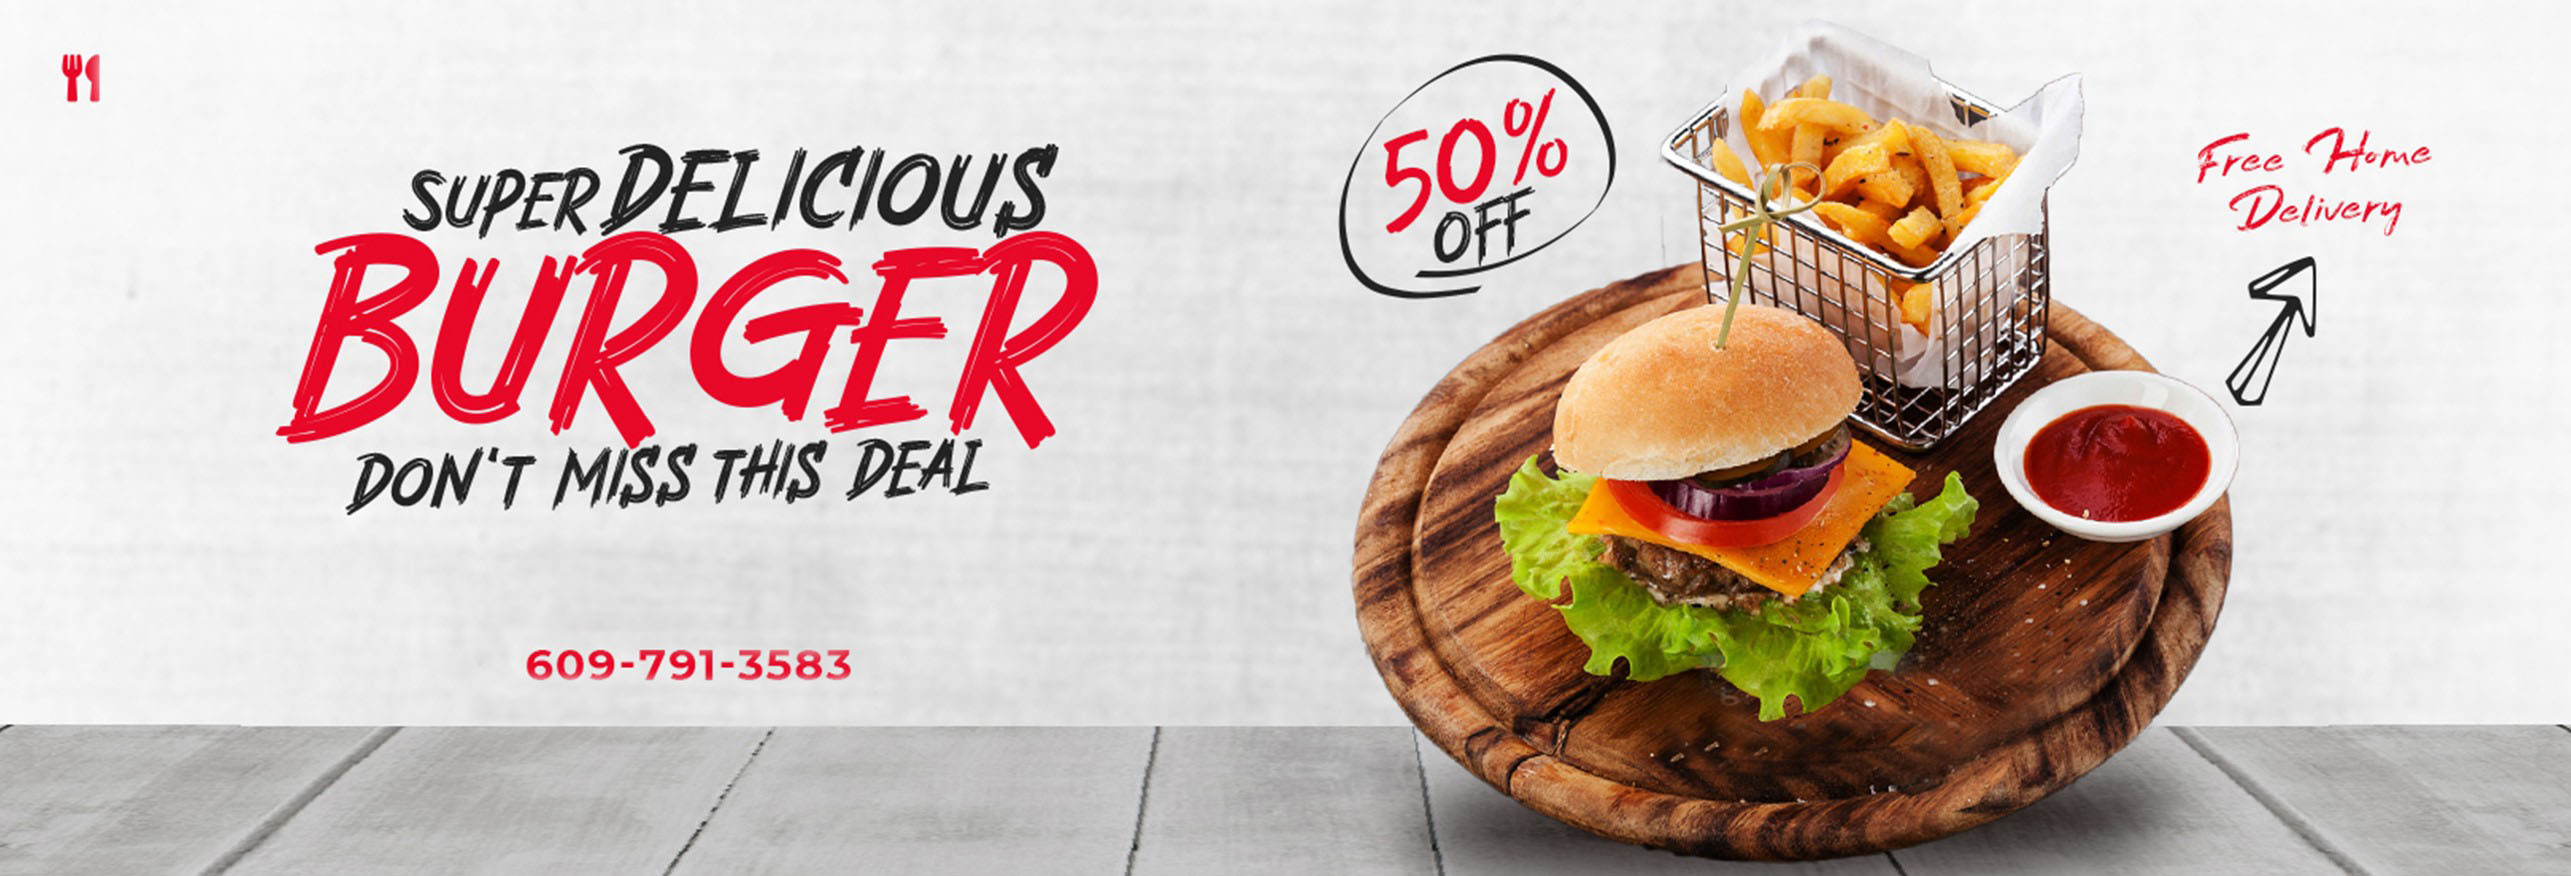 SUPER DELICIOUS
BURGER
DON'T MISS THIS DEAL
609-791-3583
50%
OFF
Free Home
Delivery